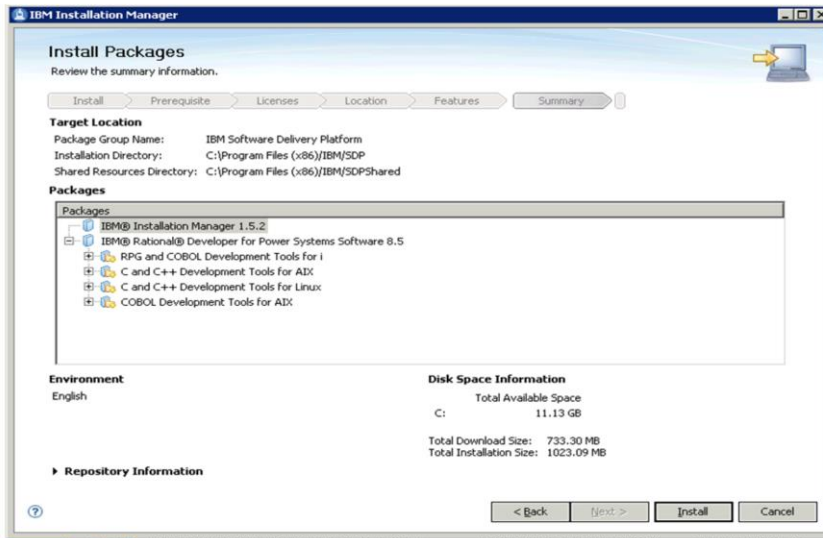 IBM Installation Manager
Install Packages
Review the summary information.
Install Prerequisite Licenses Location Features Summary
Target Location
Package Group Name: IBM Software Delivery Platform
Installation Directory: C:\Program Files (x86)/IBM/SDP
Shared Resources Directory: C:\Program Files (x86)/IBM/SDPShared
Packages
Packages
IBM® Installation Manager 1.5.2
IBM® Rational® Developer for Power Systems Software 8.5
RPG and COBOL Development Tools for i
C and C++ Development Tools for AIX
C and C++ Development Tools for Linux
COBOL Development Tools for AIX
Environment
English
Disk Space Information
Total Available Space
C: 11.13 GB
Total Download Size: 733.30 MB
Total Installation Size: 1023.09 MB
Repository Information
? < Back Next > Install Cancel